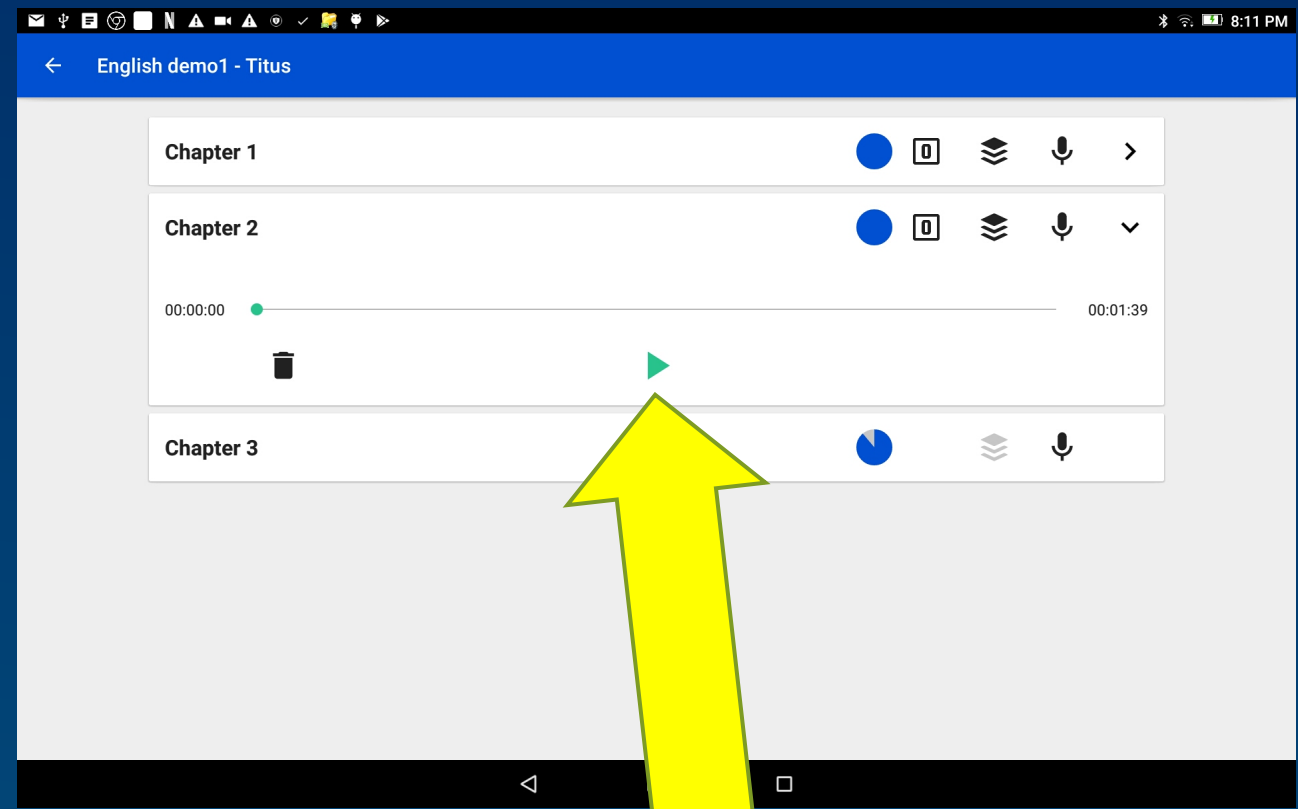 8:11 PM
English demo1 - Titus
Chapter 1
0
Chapter 2
0
00:00:00
00:01:39
Chapter 3